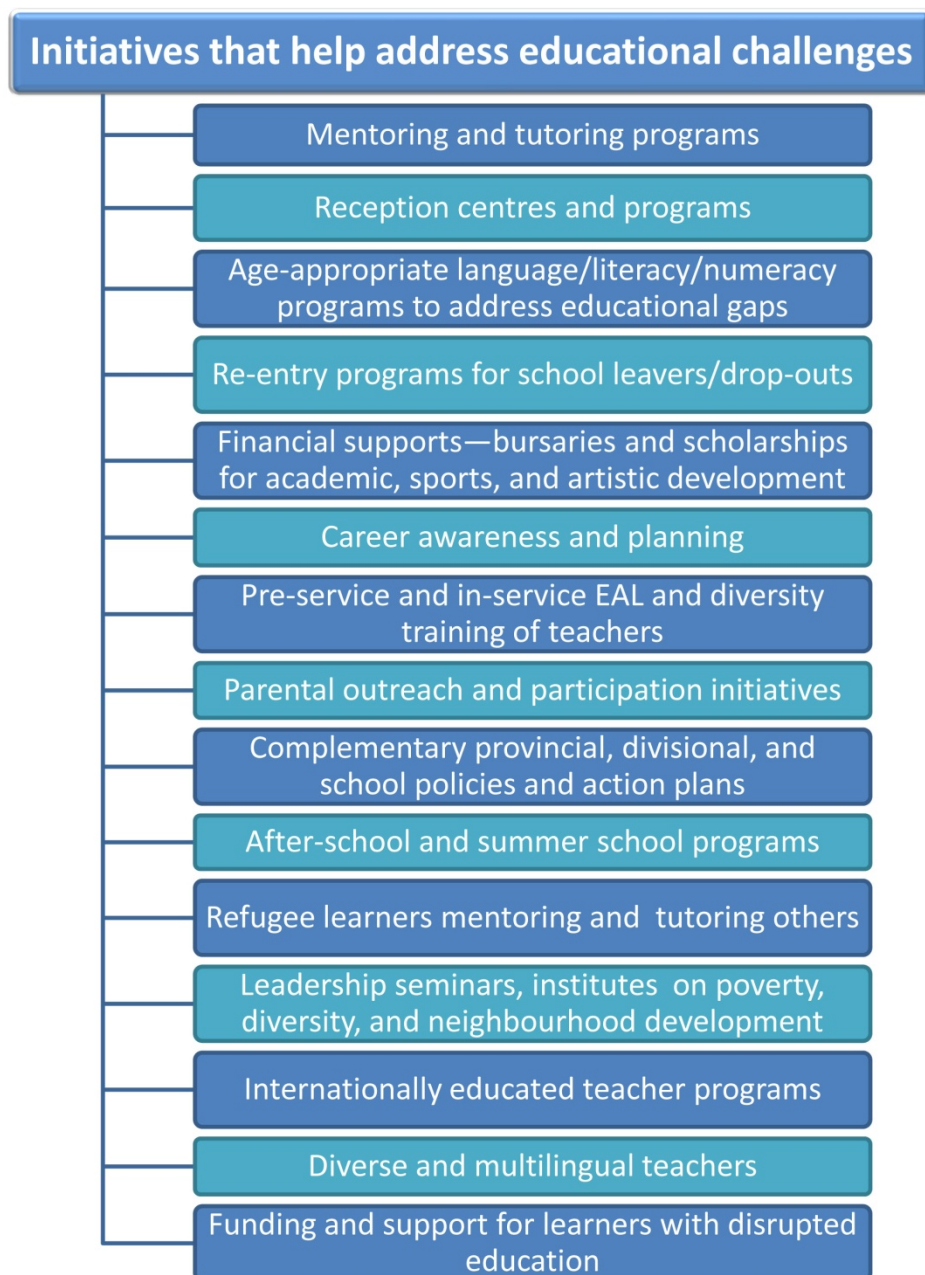 Initiatives that help address educational challenges
Mentoring and tutoring programs
Reception centres and programs
Age-appropriate language/literacy/numeracy
programs to address educational gaps
Re-entry programs for school leavers/drop-outs
Financial supports—bursaries and scholarships
for academic, sports, and artistic development
Career awareness and planning
Pre-service and in-service EAL and diversity
training of teachers
Parental outreach and participation initiatives
Complementary provincial, divisional, and
school policies and action plans
After-school and summer school programs
Refugee learners mentoring and  tutoring others
Leadership seminars, institutes  on poverty,
diversity, and neighbourhood development
Internationally educated teacher programs
Diverse and multilingual teachers
Funding and support for learners with disrupted
education